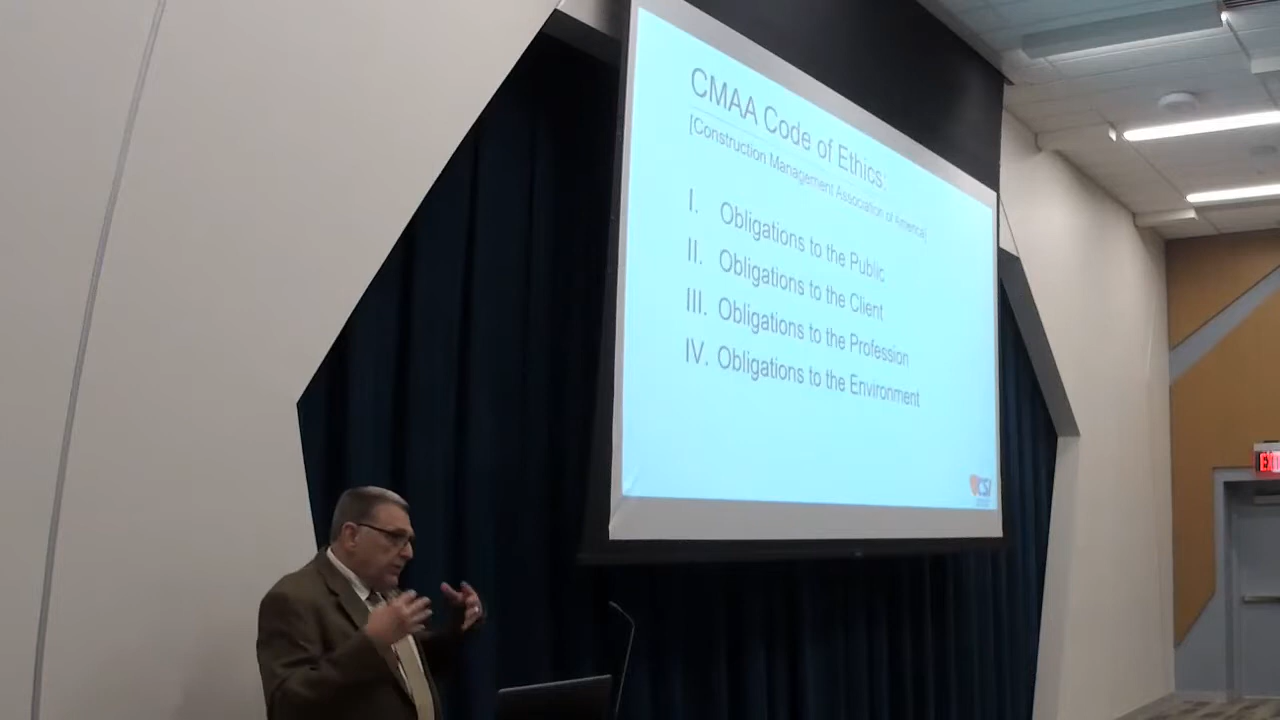 CMAA Code of Ethics:
[Construction Management Association of America]
I. Obligations to the Public
II. Obligations to the Client
III. Obligations to the Profession
IV. Obligations to the Environment
CSI